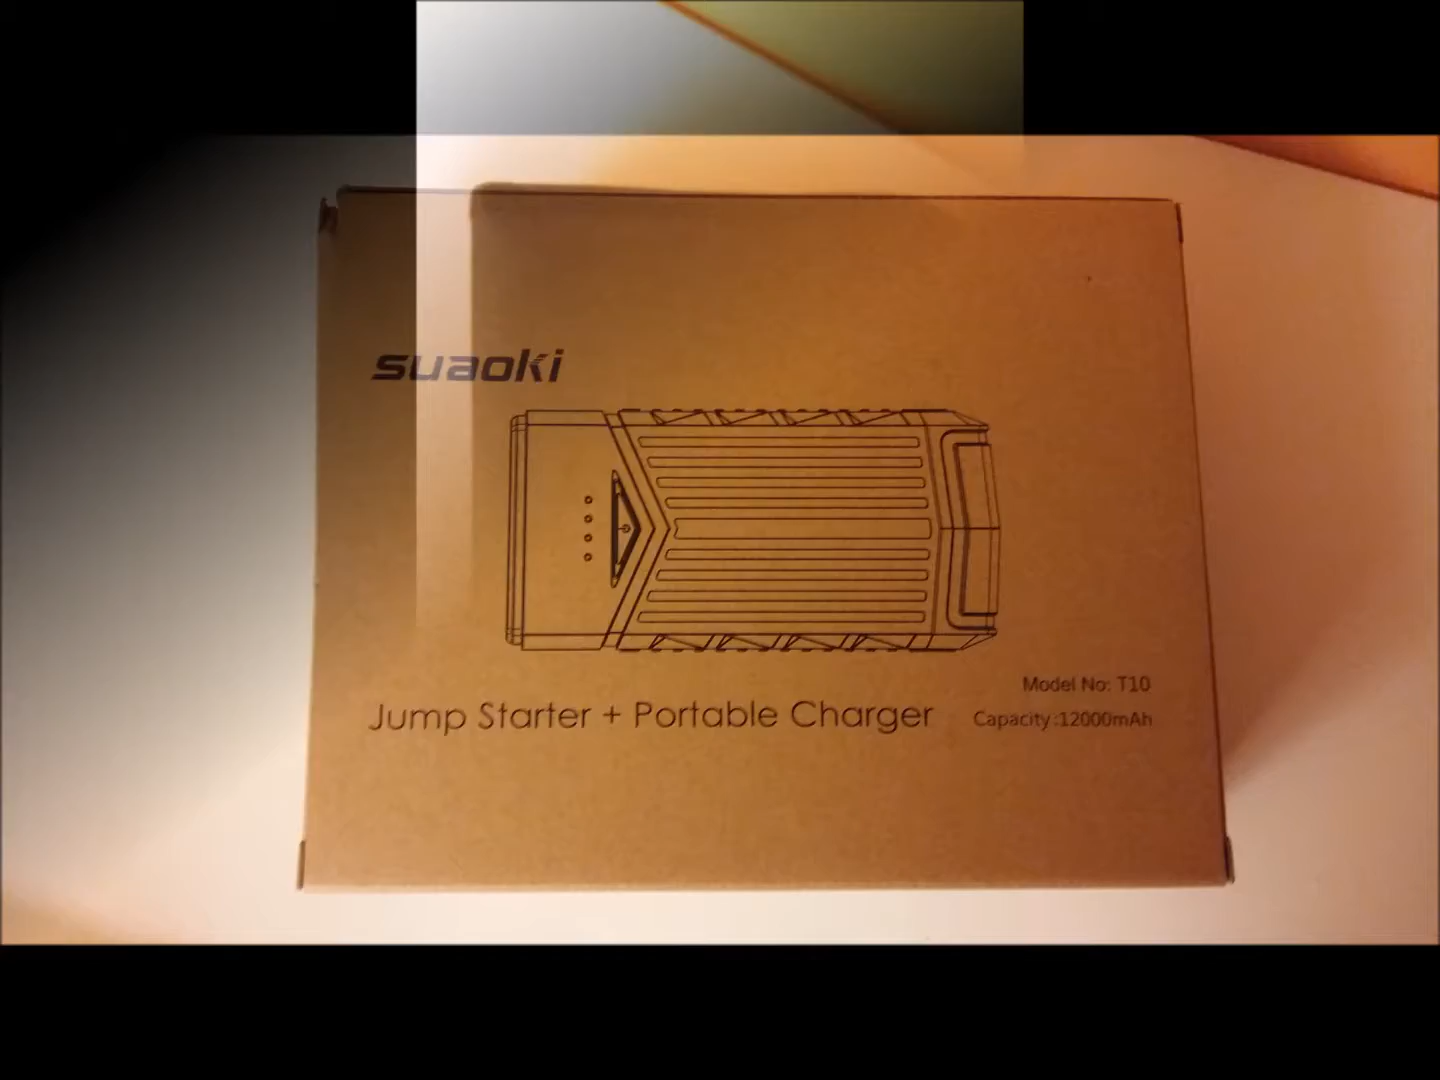 suaoki
Jump Starter + Portable Charger
Model No: T10
Capacity:12000mAh